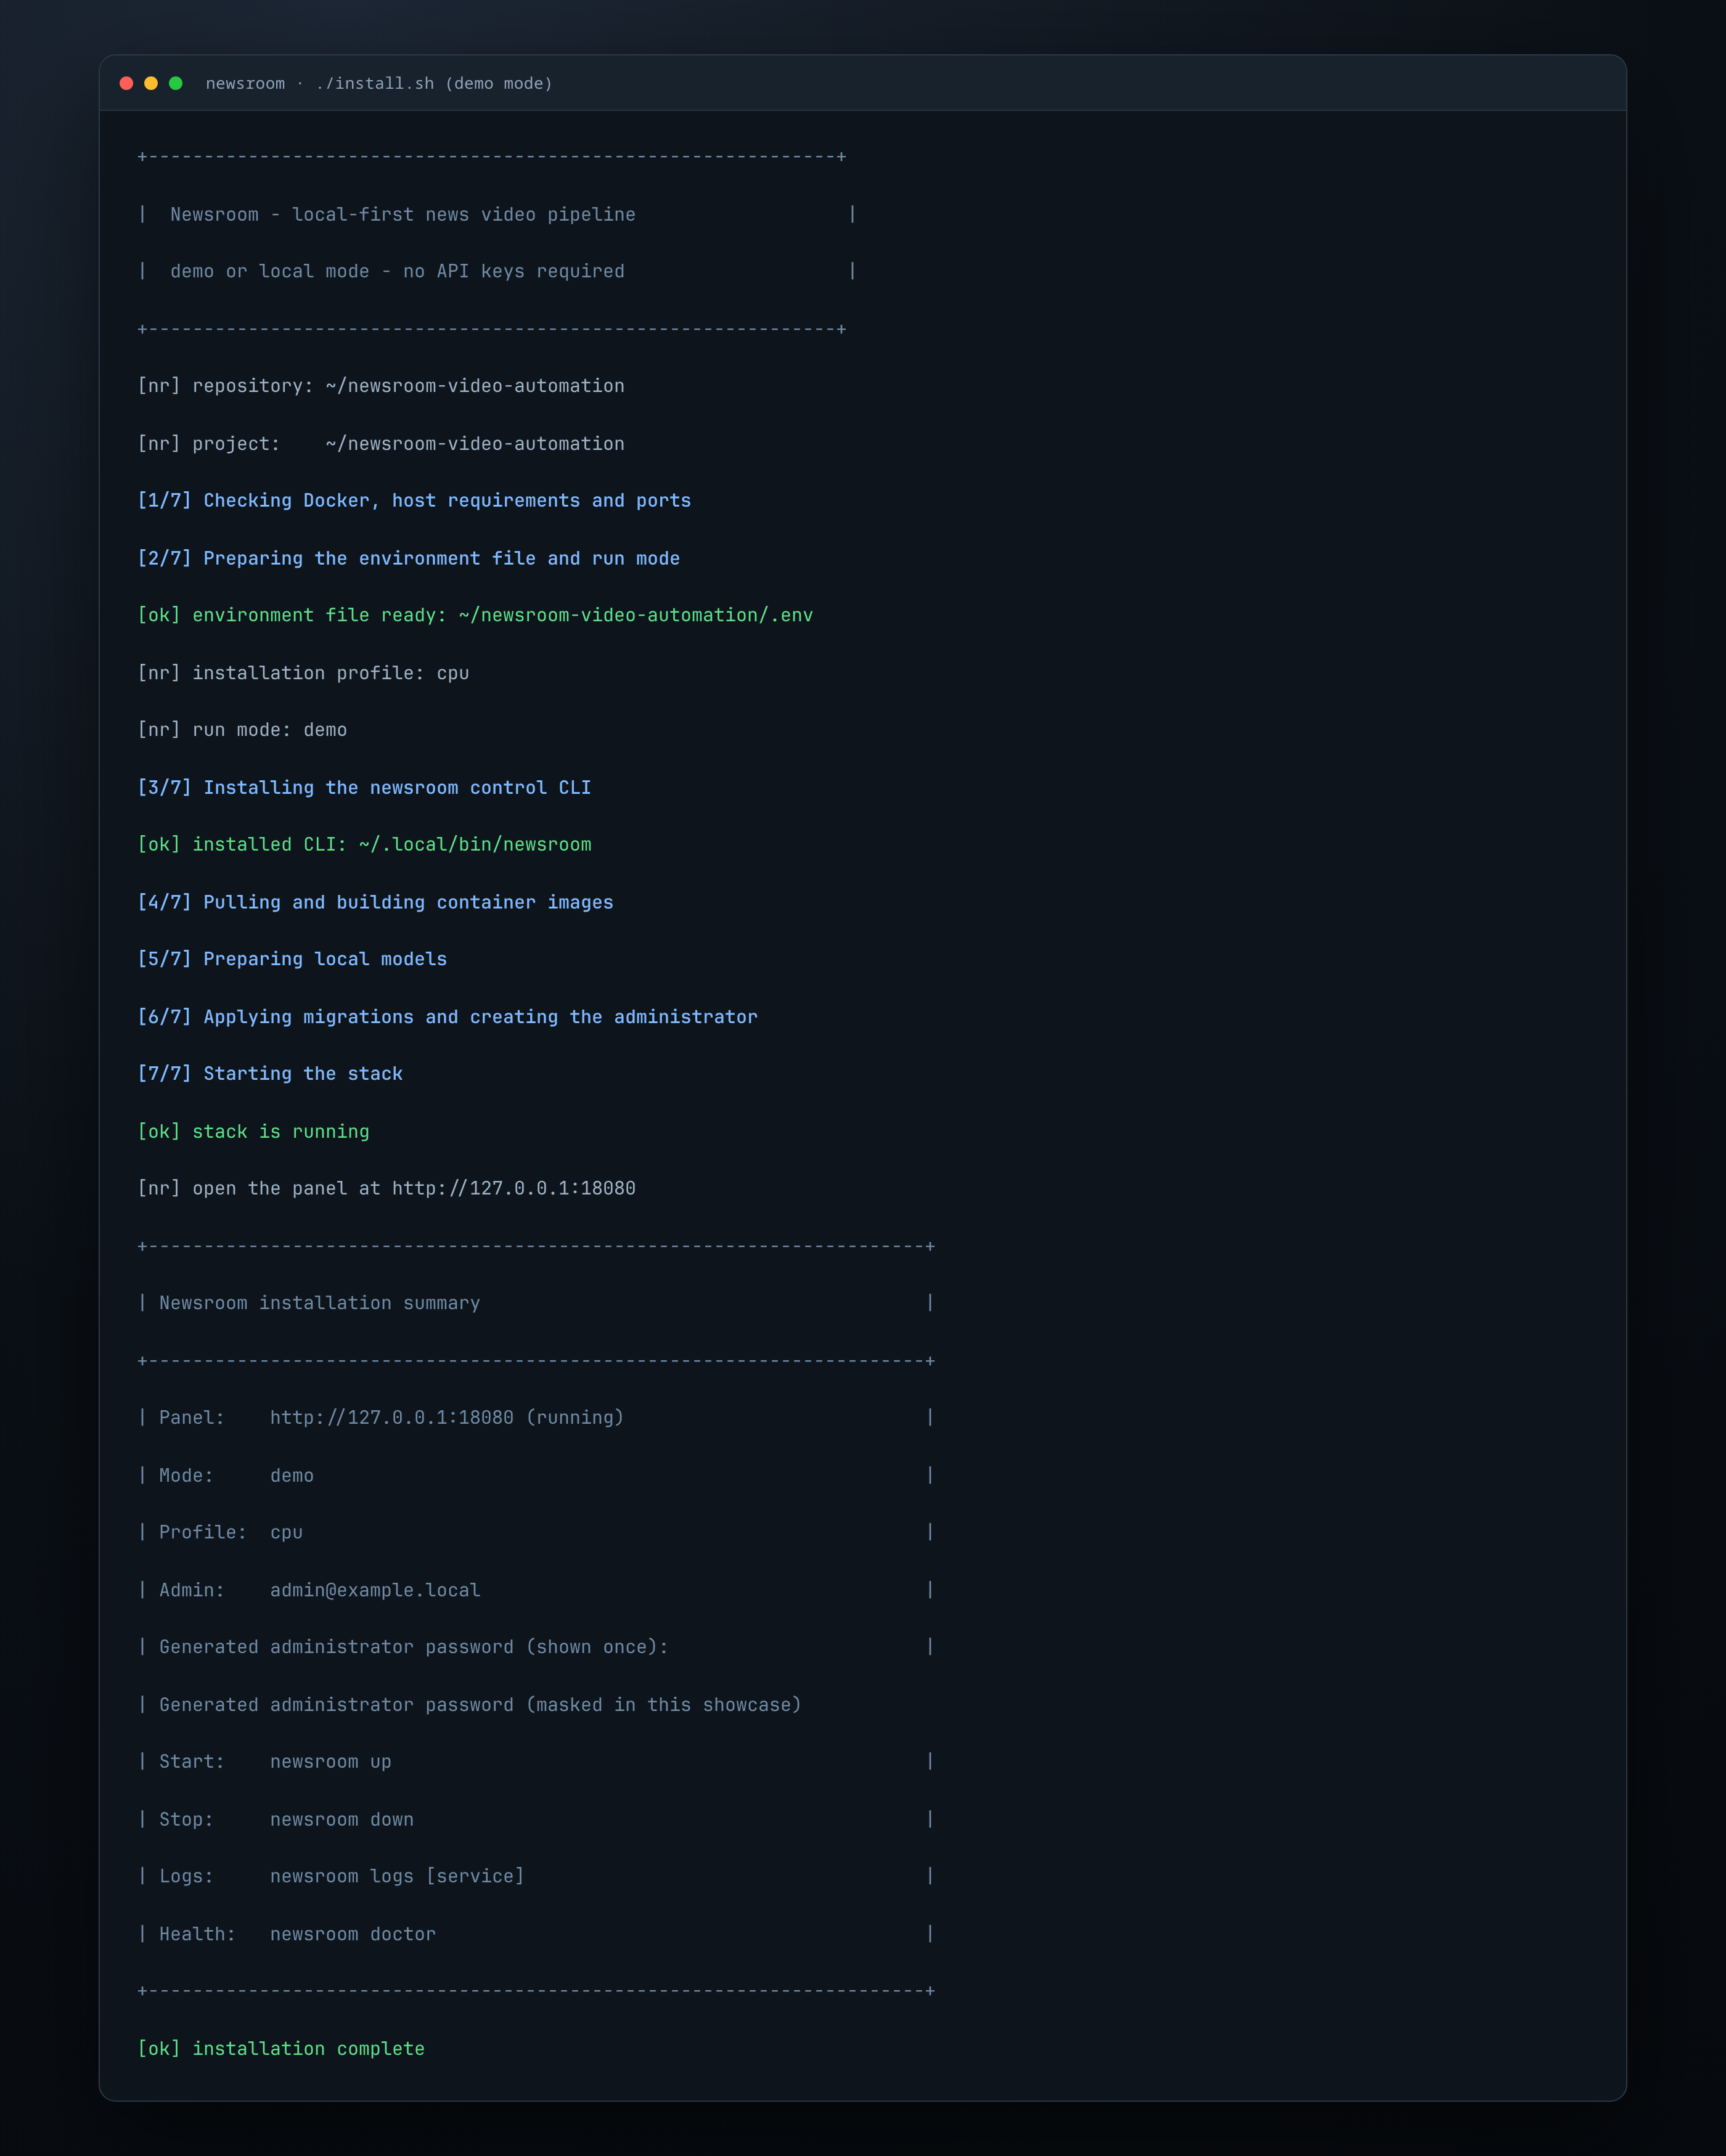 newsroom · ./install.sh (demo mode)
+--------------------------------------------------------------+
|  Newsroom - local-first news video pipeline                   |
|  demo or local mode - no API keys required                    |
+--------------------------------------------------------------+
[nr] repository: ~/newsroom-video-automation
[nr] project:    ~/newsroom-video-automation
[1/7] Checking Docker, host requirements and ports
[2/7] Preparing the environment file and run mode
[ok] environment file ready: ~/newsroom-video-automation/.env
[nr] installation profile: cpu
[nr] run mode: demo
[3/7] Installing the newsroom control CLI
[ok] installed CLI: ~/.local/bin/newsroom
[4/7] Pulling and building container images
[5/7] Preparing local models
[6/7] Applying migrations and creating the administrator
[7/7] Starting the stack
[ok] stack is running
[nr] open the panel at http://127.0.0.1:18080
+----------------------------------------------------------------------+
| Newsroom installation summary                                        |
+----------------------------------------------------------------------+
| Panel:    http://127.0.0.1:18080 (running)                           |
| Mode:     demo                                                       |
| Profile:  cpu                                                        |
| Admin:    admin@example.local                                        |
| Generated administrator password (shown once):                       |
| Generated administrator password (masked in this showcase)
| Start:    newsroom up                                                |
| Stop:     newsroom down                                              |
| Logs:     newsroom logs [service]                                    |
| Health:   newsroom doctor                                            |
+----------------------------------------------------------------------+
[ok] installation complete